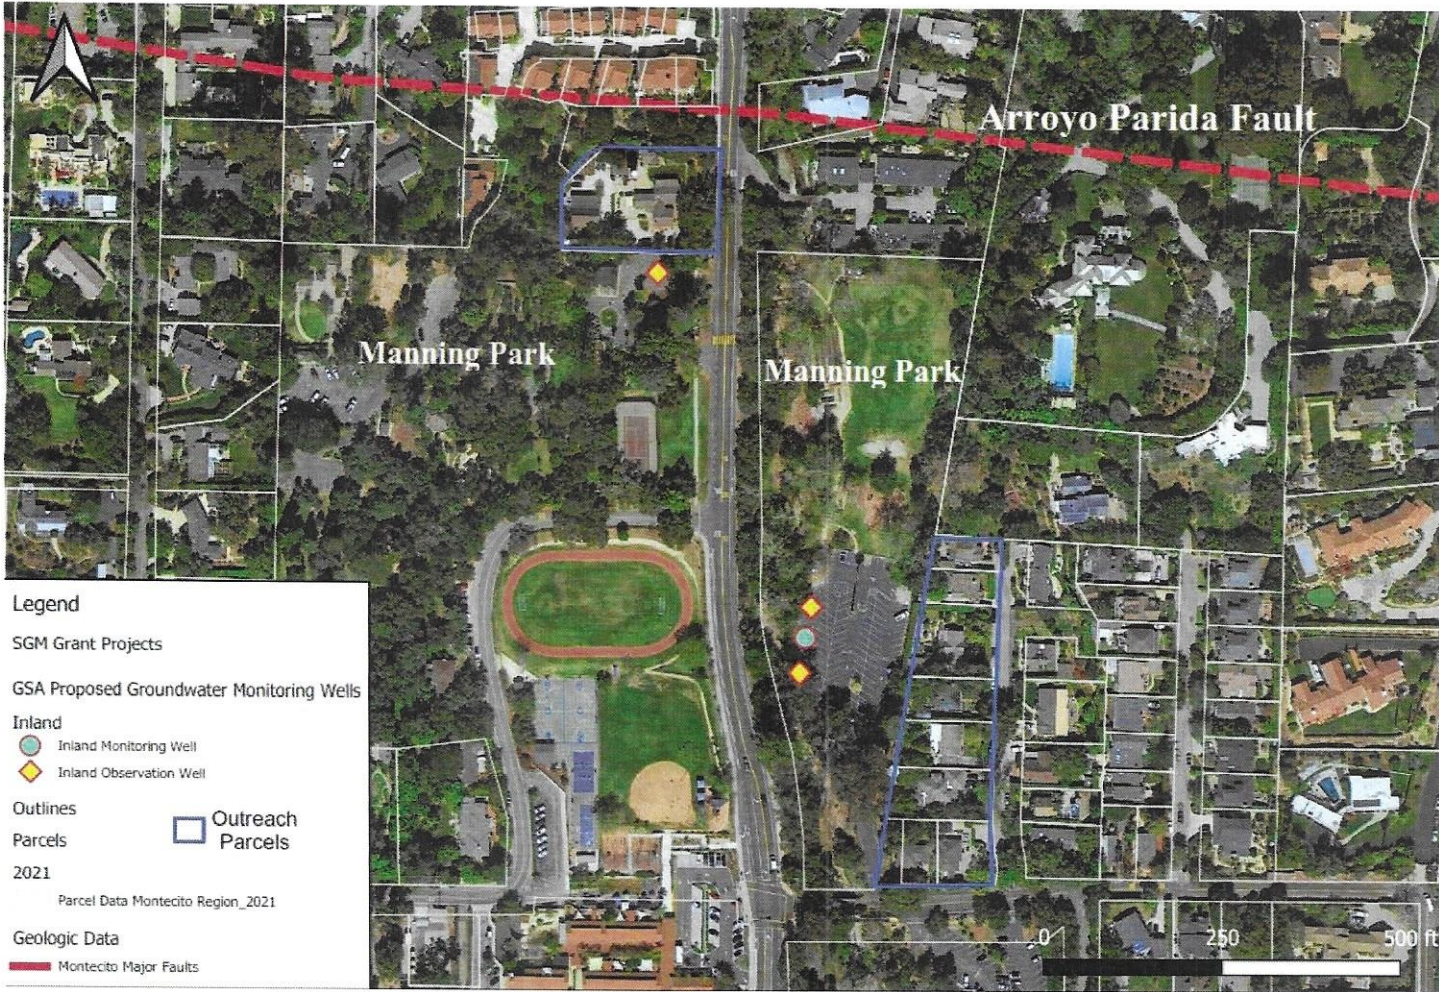 Arroyo Parida Fault
Manning Park
Manning Park
Legend
SGM Grant Projects
GSA Proposed Groundwater Monitoring Wells
Inland
Inland Monitoring Well
Inland Observation Well
Outlines
Outreach
Parcels
Parcels
2021
Parcel Data Montecito Region_2021
Geologic Data
Montecito Major Faults
0
250
500 ft